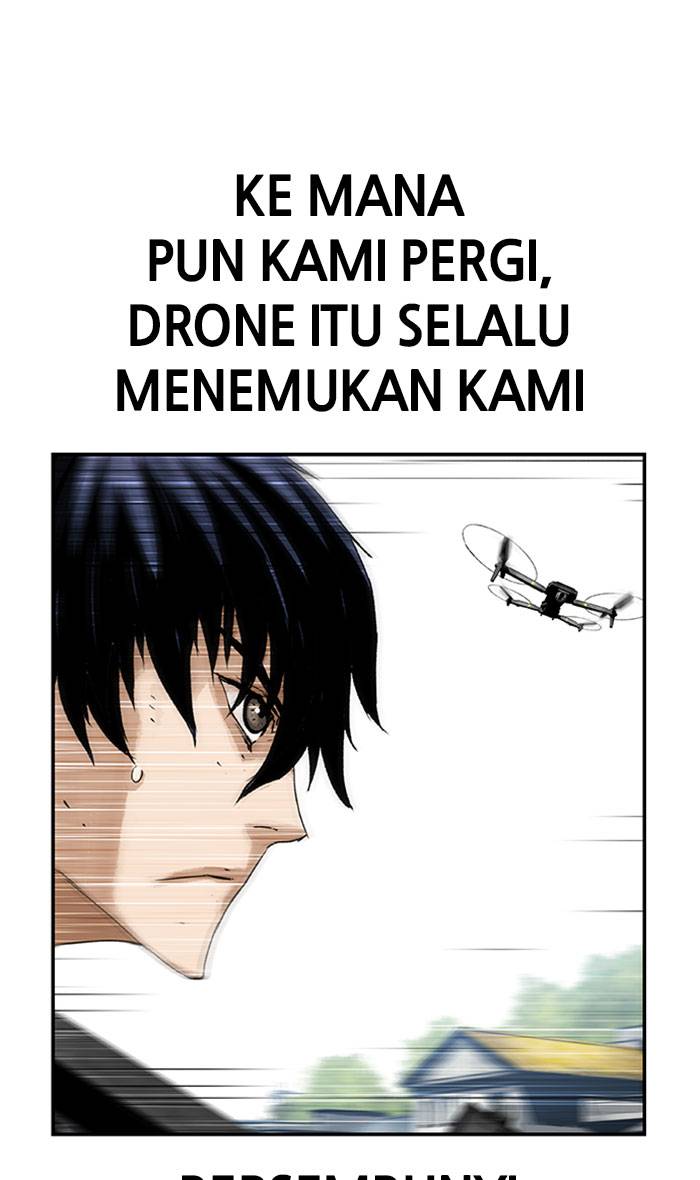 KE MANA
PUN KAMI PERGI,
DRONE ITU SELALU
MENEMUKAN KAMI